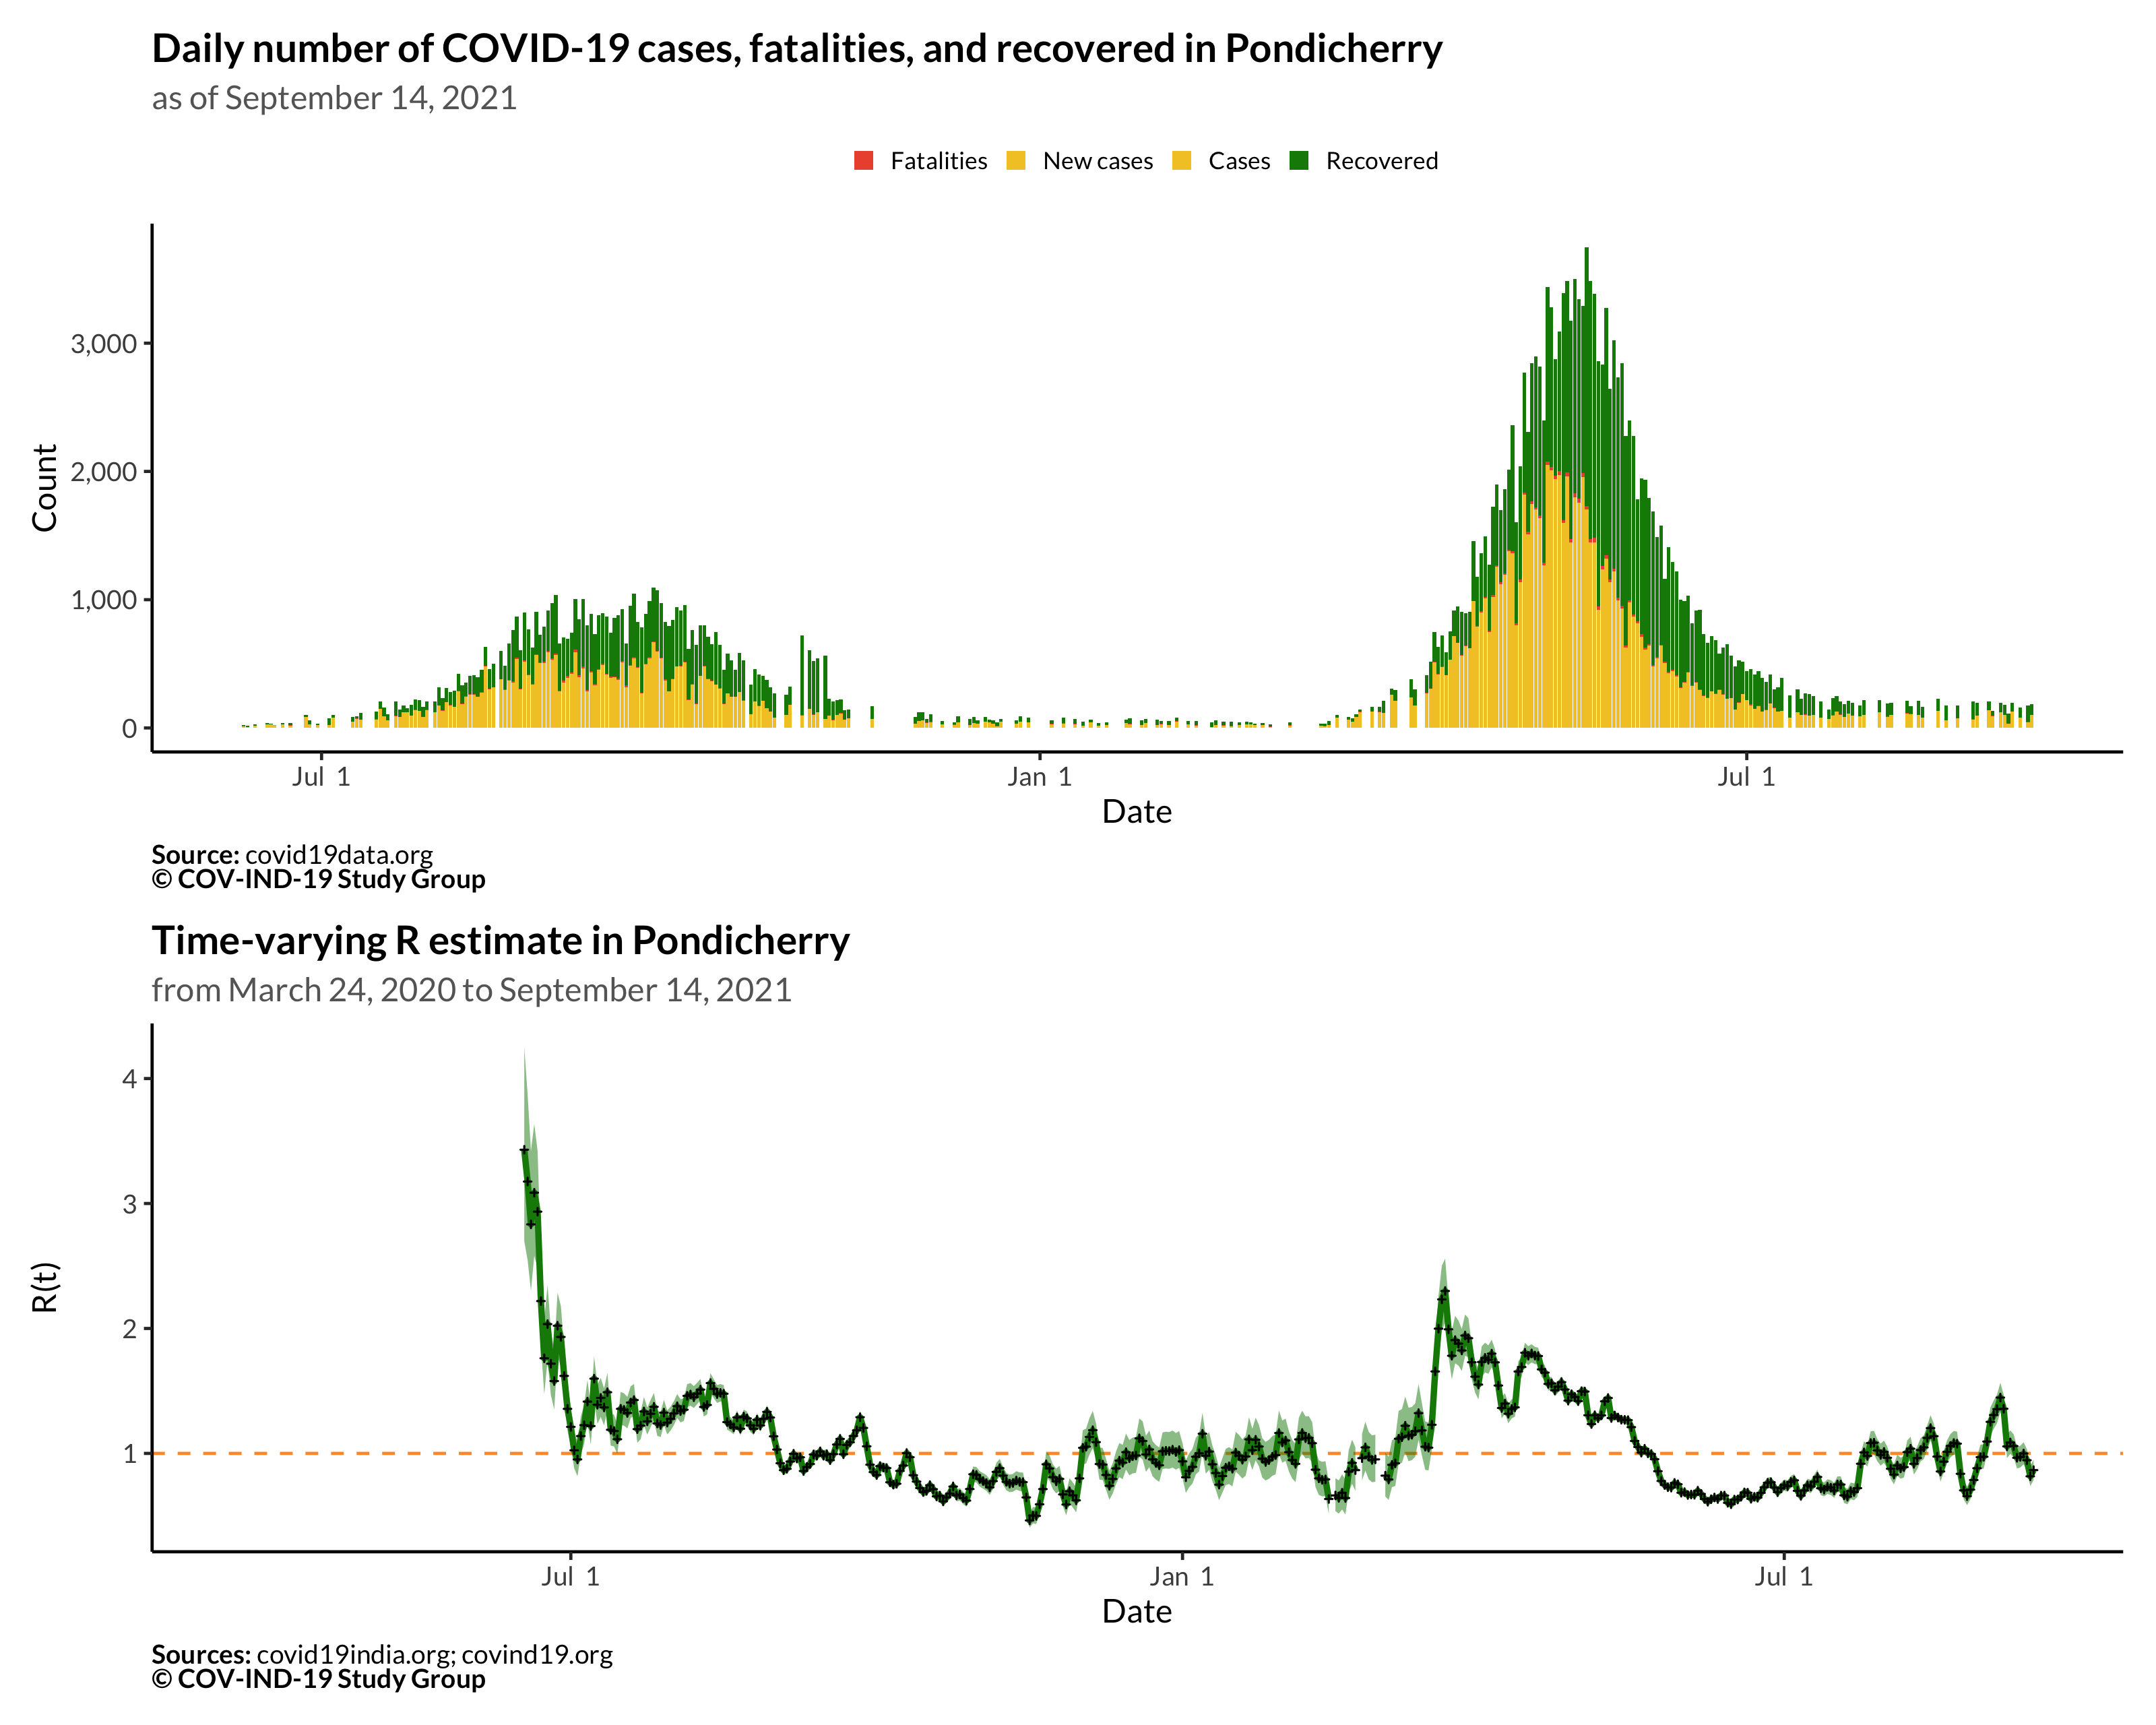 Daily number of COVID-19 cases, fatalities, and recovered in Pondicherry
as of September 14, 2021
Fatalities New cases Cases Recovered
Count
3,000
2,000
1,000
0
Jul 1 Jan 1 Jul 1
Date
Source: covid19data.org
© COV-IND-19 Study Group
Time-varying R estimate in Pondicherry
from March 24, 2020 to September 14, 2021
R(t)
4
3
2
1
Jul 1 Jan 1 Jul 1
Date
Sources: covid19india.org; covind19.org
© COV-IND-19 Study Group